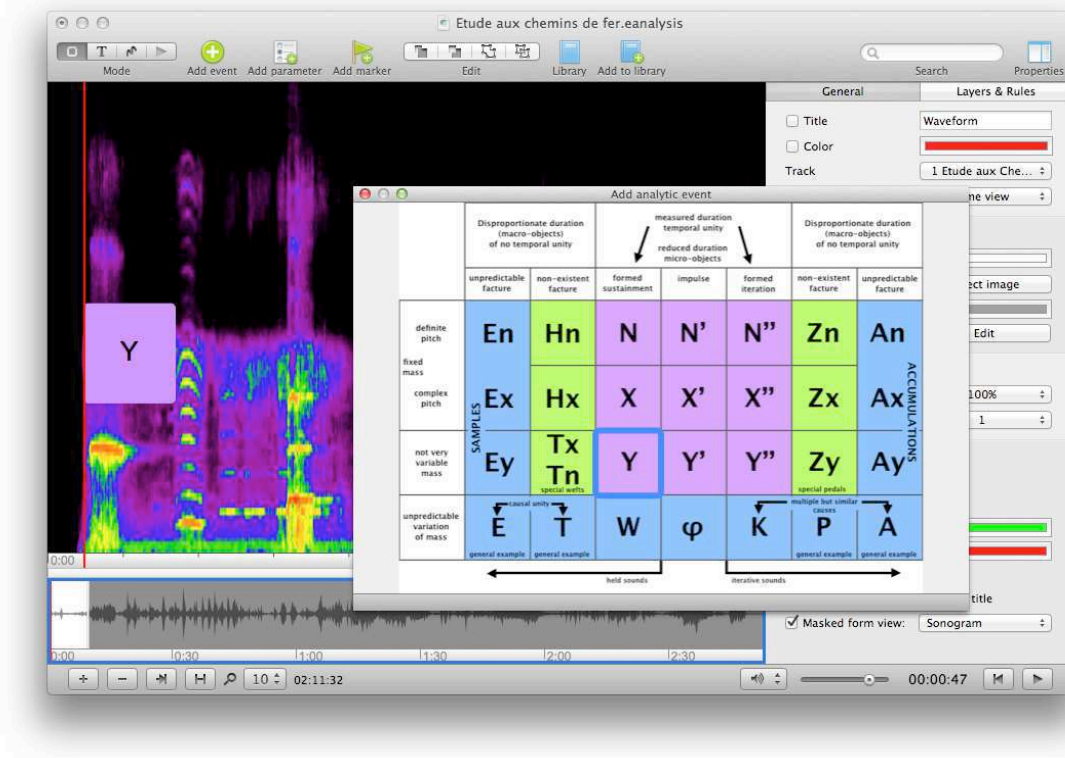 Etude aux chemins de fer.eanalysis
T
Mode
Add event
Add parameter
Add marker
Edit
Library
Add to library
Search
Properties
General
Layers & Rules
Title
Waveform
Color
Track
1 Etude aux Che...
me view
ect image
Edit
100%
1
title
Masked form view:
Sonogram
Y
0:00
0:00
0:30
1:00
1:30
2:00
2:30
10
02:11:32
00:00:47
Add analytic event
Disproportionate duration
(macro-objects)
of no temporal unity
measured duration
temporal unity
reduced duration
micro-objects
Disproportionate duration
(macro-objects)
of no temporal unity
unpredictable facture
non-existent facture
formed sustainment
impulse
formed iteration
non-existent facture
unpredictable facture
fixed mass
definite pitch
En Hn N N’ N’’ Zn An
complex pitch
Ex Hx X X’ X’’ Zx Ax
SAMPLES
ACCUMULATIONS
not very variable mass
Ey Tx Tn Y Y’ Y’’ Zy Ay
special wefts
special pedals
causal unity
multiple but similar causes
unpredictable variation of mass
E T W φ K P A
general example
general example
general example
general example
held sounds
iterative sounds